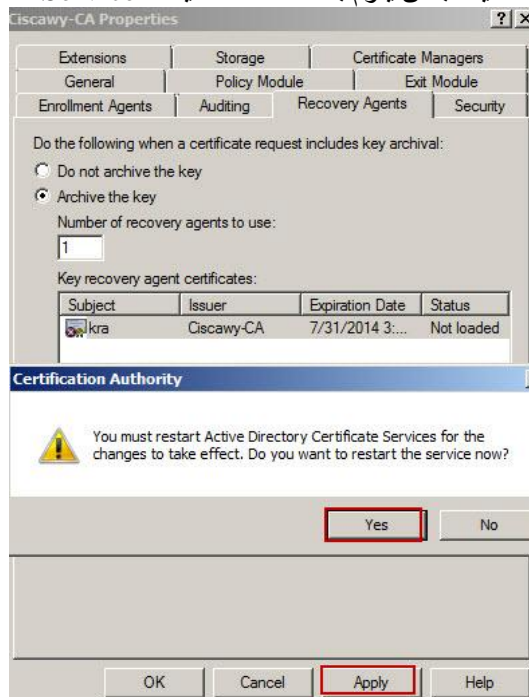 Ciscawy-CA Properties
Extensions Storage Certificate Managers
General Policy Module Exit Module
Enrollment Agents Auditing Recovery Agents Security
Do the following when a certificate request includes key archival:
Do not archive the key
Archive the key
Number of recovery agents to use:
1
Key recovery agent certificates:
Subject Issuer Expiration Date Status
kra Ciscawy-CA 7/31/2014 3:... Not loaded
Certification Authority
You must restart Active Directory Certificate Services for the
changes to take effect. Do you want to restart the service now?
Yes No
OK Cancel Apply Help